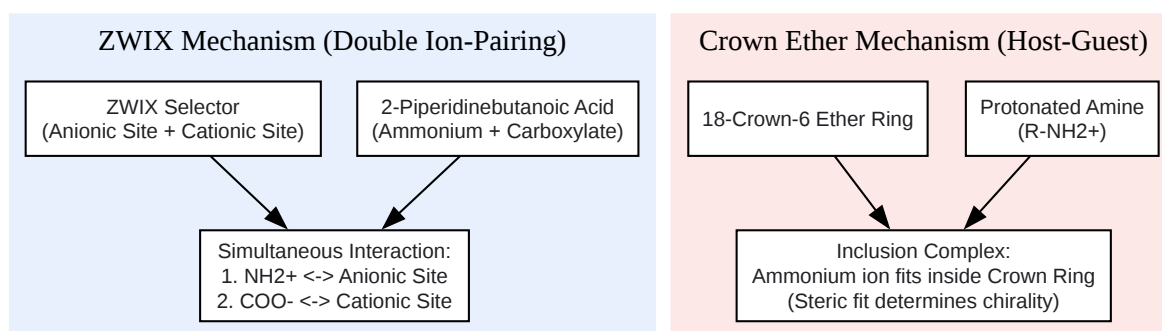 ZWIX Mechanism (Double Ion-Pairing)
ZWIX Selector
(Anionic Site + Cationic Site)
2-Piperidinebutanoic Acid
(Ammonium + Carboxylate)
Simultaneous Interaction:
1. NH2+ <-> Anionic Site
2. COO- <-> Cationic Site
Crown Ether Mechanism (Host-Guest)
18-Crown-6 Ether Ring
Protonated Amine
(R-NH2+)
Inclusion Complex:
Ammonium ion fits inside Crown Ring
(Steric fit determines chirality)